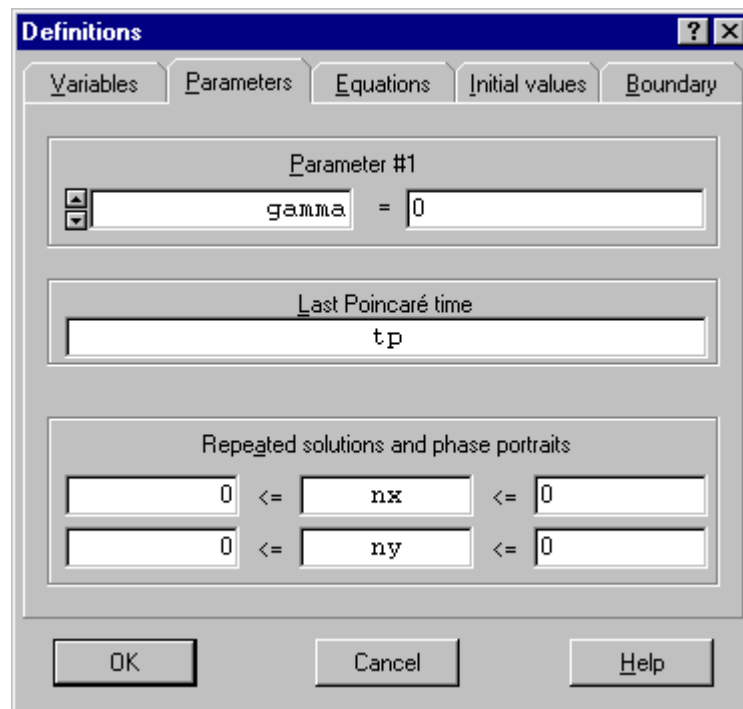 Definitions
Variables Parameters Equations Initial values Boundary
Parameter #1
gamma = 0
Last Poincaré time
tp
Repeated solutions and phase portraits
0 <= nx <= 0
0 <= ny <= 0
OK Cancel Help